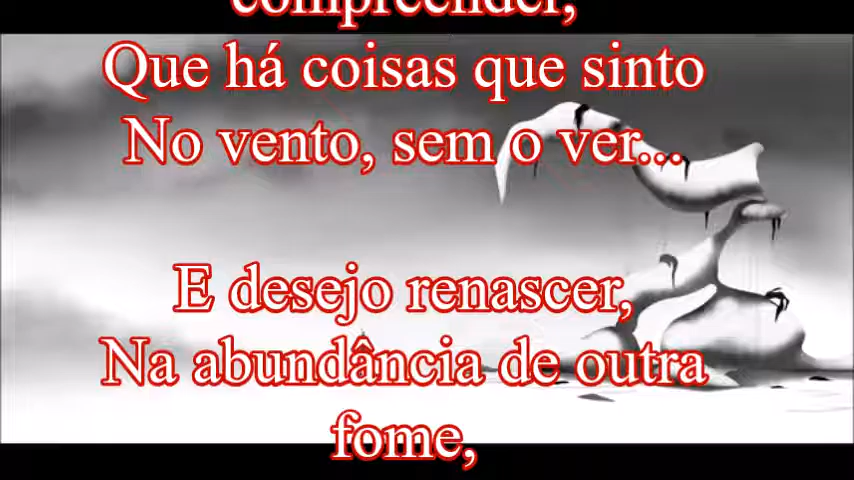 compreender,
Que há coisas que sinto
No vento, sem o ver...
E desejo renascer,
Na abundância de outra
fome,